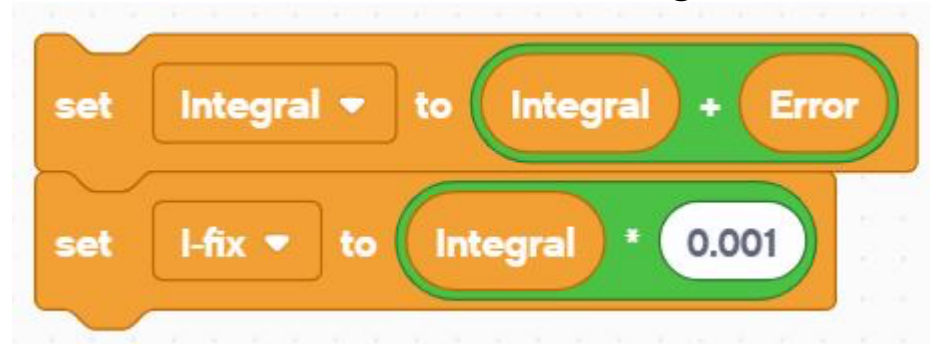 set Integral to Integral + Error
set I-fix to Integral * 0.001